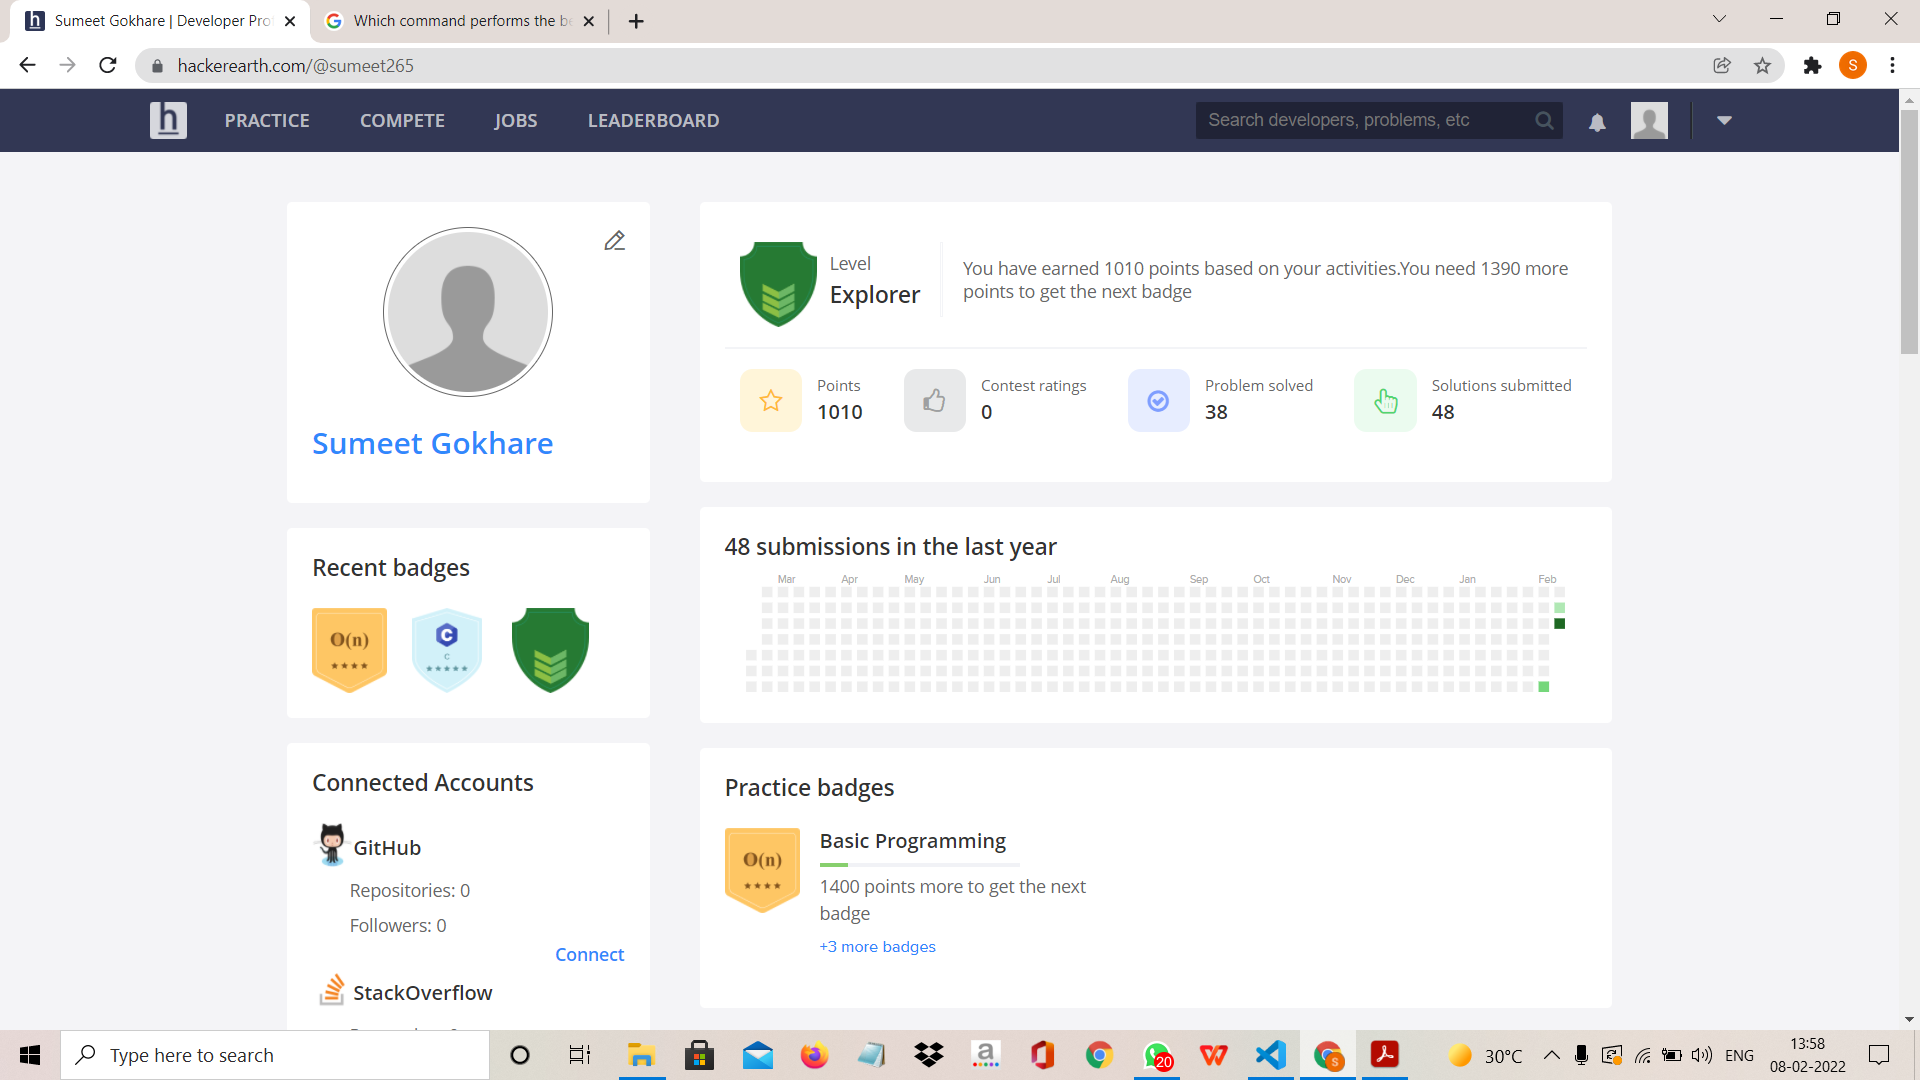 Sumeet Gokhare | Developer Pro
Which command performs the be
hackerearth.com/@sumeet265
S
h
PRACTICE
COMPETE
JOBS
LEADERBOARD
Search developers, problems, etc
Sumeet Gokhare
Level
Explorer
You have earned 1010 points based on your activities.You need 1390 more
points to get the next badge
Points
1010
Contest ratings
0
Problem solved
38
Solutions submitted
48
Recent badges
O(n)
C
C
48 submissions in the last year
Mar Apr May Jun Jul Aug Sep Oct Nov Dec Jan Feb
Connected Accounts
GitHub
Repositories: 0
Followers: 0
Connect
StackOverflow
Practice badges
O(n)
Basic Programming
1400 points more to get the next
badge
+3 more badges
Type here to search
a
20
S
30°C
ENG
13:58
08-02-2022